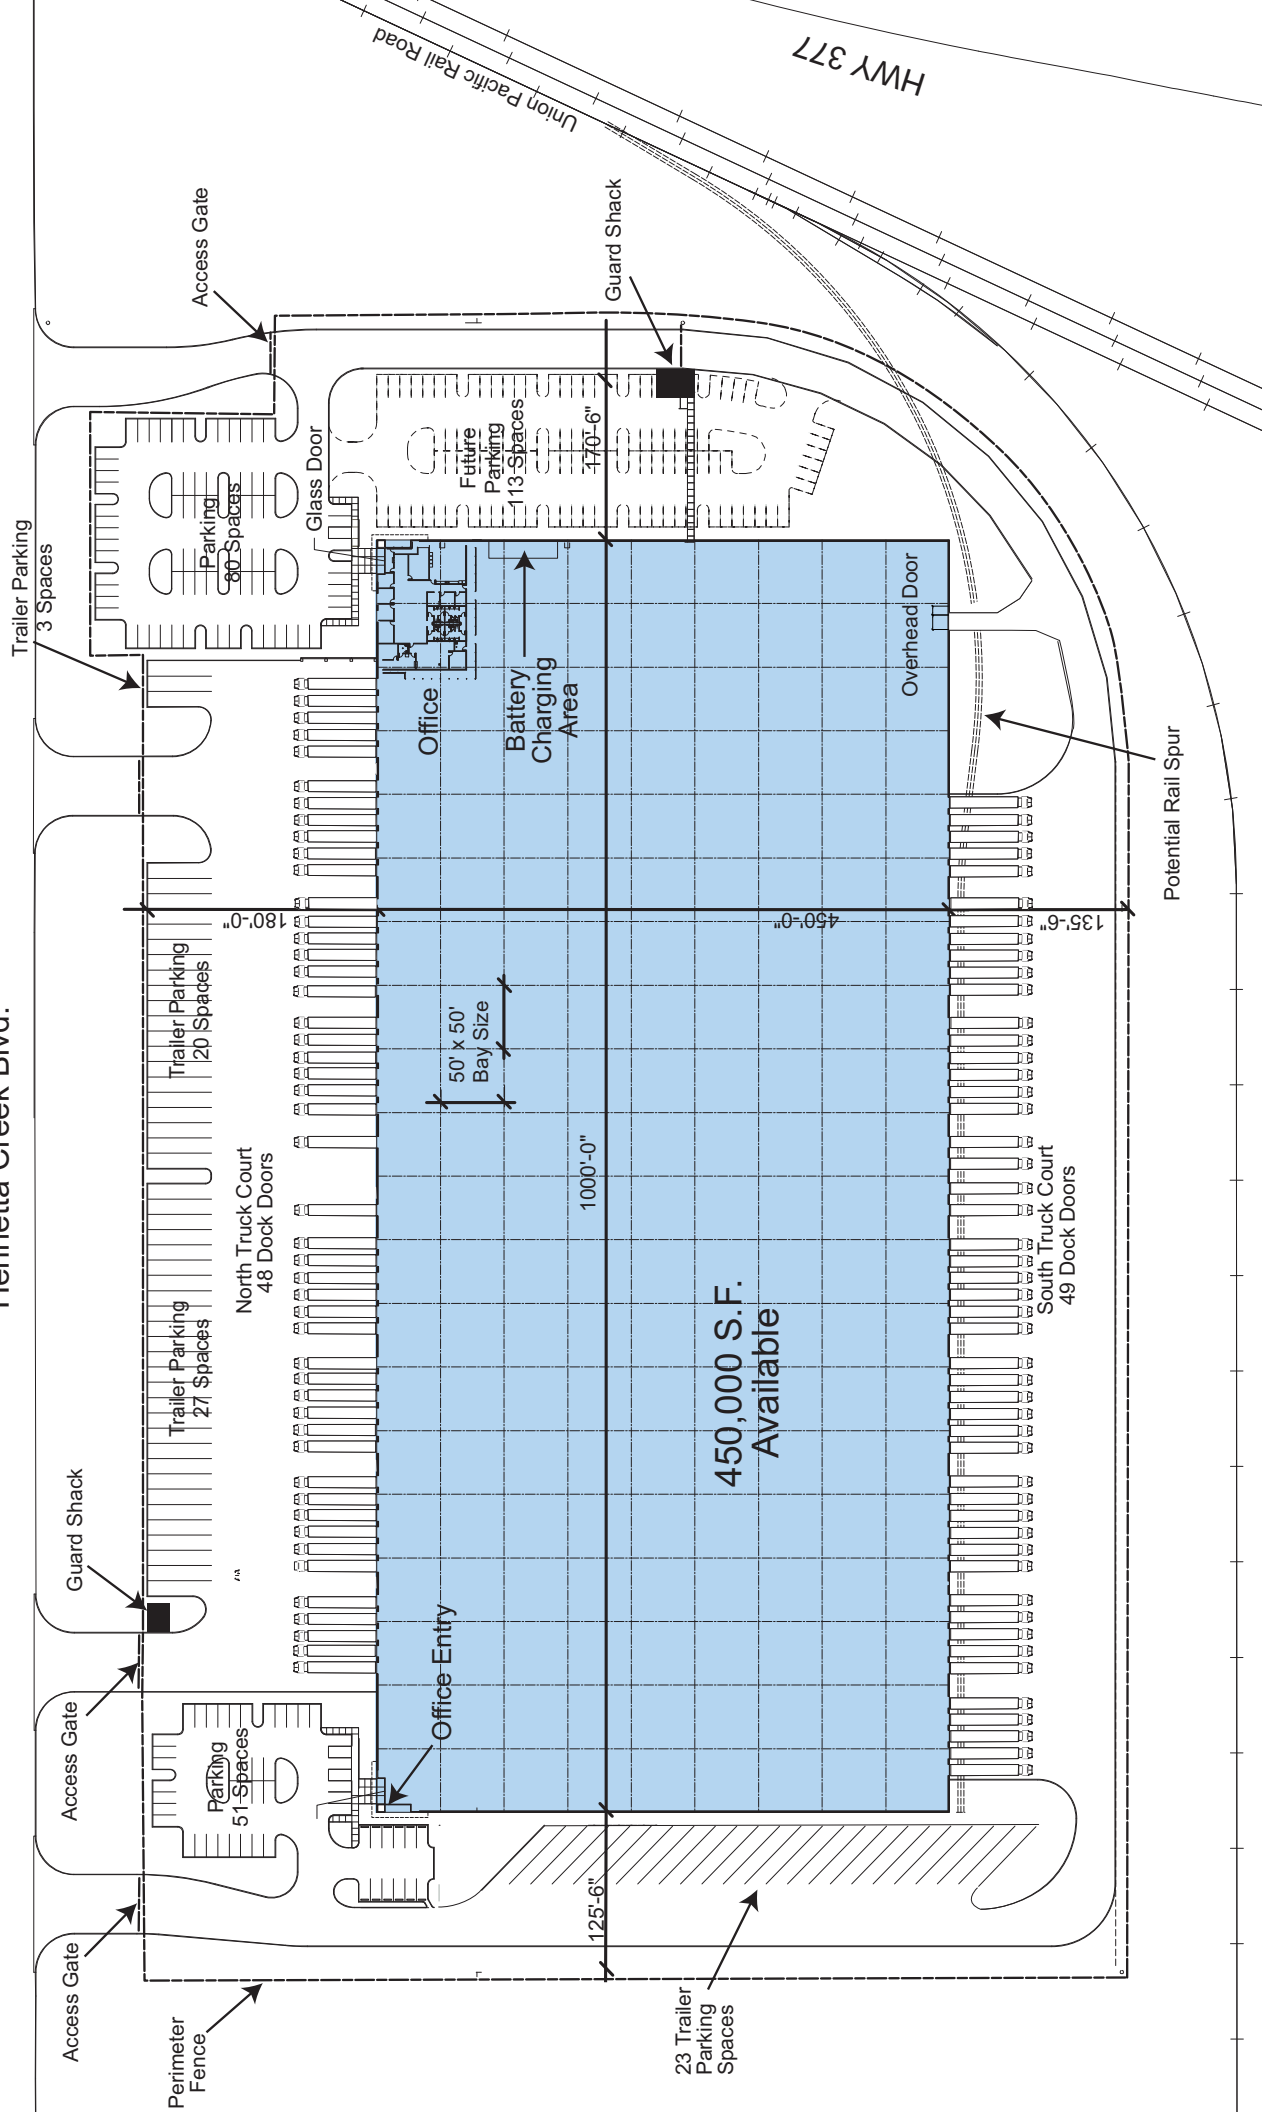 Henrietta Creek Blvd.
Access Gate
Access Gate
Guard Shack
Trailer Parking
3 Spaces
Access Gate
Perimeter
Fence
Parking
51 Spaces
Trailer Parking
27 Spaces
Trailer Parking
20 Spaces
Parking
80 Spaces
Glass Door
North Truck Court
48 Dock Doors
180'-0"
Office Entry
50' x 50'
Bay Size
Office
Battery
Charging
Area
Future
Parking
113 Spaces
125'-6"
1000'-0"
170'-6"
Guard Shack
Union Pacific Rail Road
HWY 377
23 Trailer
Parking
Spaces
450,000 S.F.
Available
450'-0"
Overhead Door
South Truck Court
49 Dock Doors
135'-6"
Potential Rail Spur